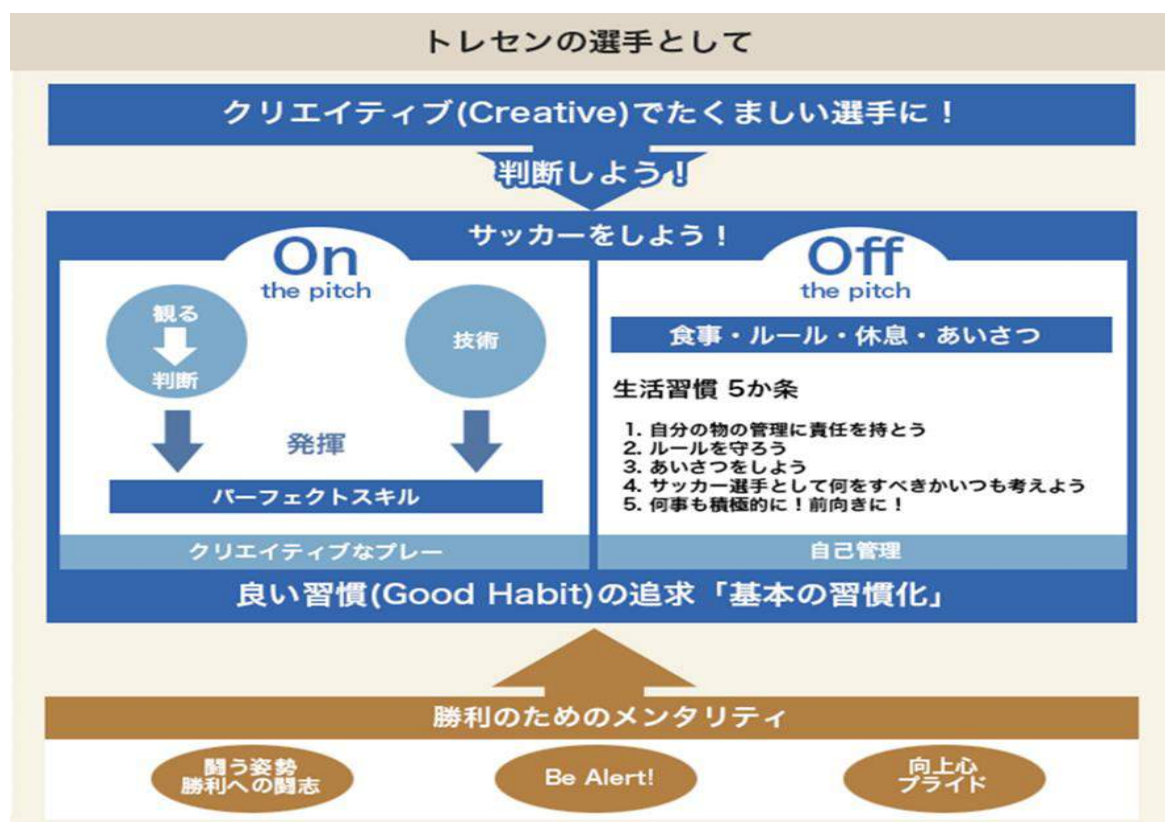 トレセンの選手として
クリエイティブ(Creative)でたくましい選手に！
判断しよう！
サッカーをしよう！
On
the pitch
観る
判断
技術
発揮
パーフェクトスキル
クリエイティブなプレー
Off
the pitch
食事・ルール・休息・あいさつ
生活習慣 5か条
1. 自分の物の管理に責任を持とう
2. ルールを守ろう
3. あいさつをしよう
4. サッカー選手として何をすべきかいつも考えよう
5. 何事も積極的に！前向きに！
自己管理
良い習慣(Good Habit)の追求「基本の習慣化」
勝利のためのメンタリティ
闘う姿勢
勝利への闘志
Be Alert!
向上心
プライド